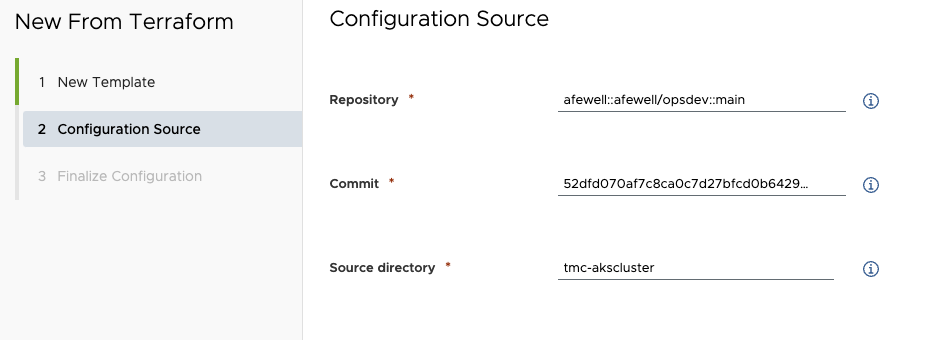 New From Terraform
1 New Template
2 Configuration Source
3 Finalize Configuration
Configuration Source
Repository *
afewell::afewell/opsdev::main
Commit *
52dfd070af7c8ca0c7d27bfcd0b6429...
Source directory *
tmc-akscluster